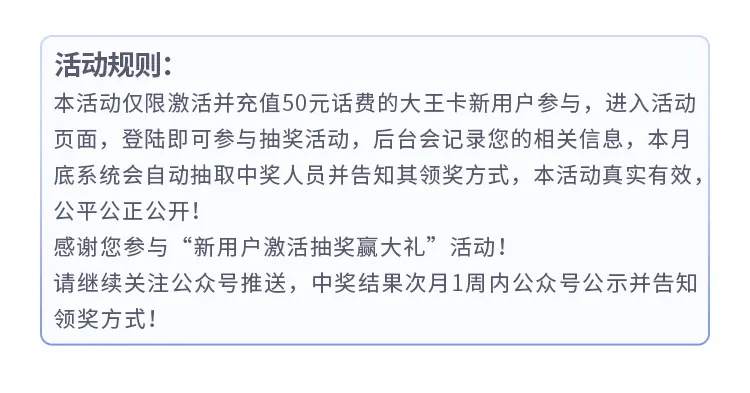 活动规则：
本活动仅限激活并充值50元话费的大王卡新用户参与，进入活动
页面，登陆即可参与抽奖活动，后台会记录您的相关信息，本月
底系统会自动抽取中奖人员并告知其领奖方式，本活动真实有效，
公平公正公开！
感谢您参与“新用户激活抽奖赢大礼”活动！
请继续关注公众号推送，中奖结果次月1周内公众号公示并告知
领奖方式！